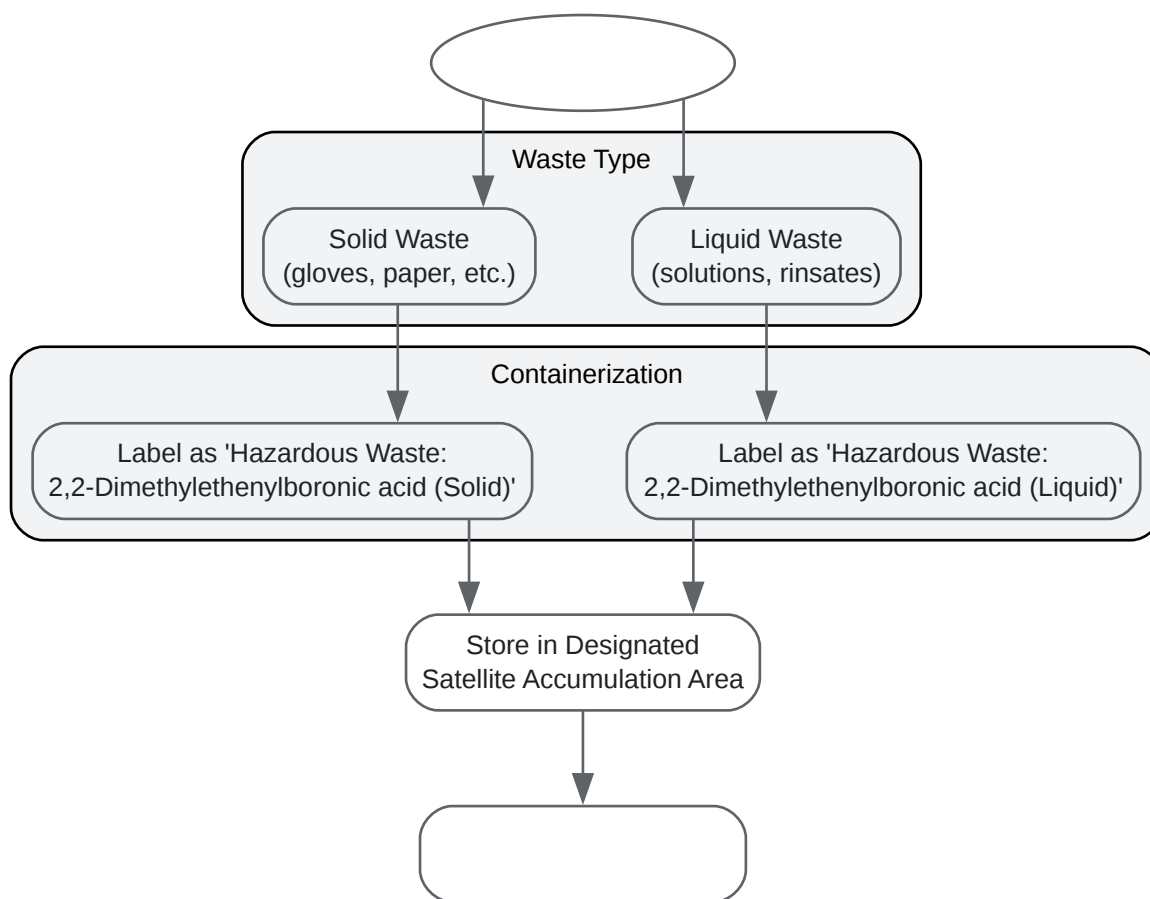 Waste Type
Solid Waste
(gloves, paper, etc.)
Liquid Waste
(solutions, rinsates)
Containerization
Label as 'Hazardous Waste:
2,2-Dimethylethenylboronic acid (Solid)'
Label as 'Hazardous Waste:
2,2-Dimethylethenylboronic acid (Liquid)'
Store in Designated
Satellite Accumulation Area